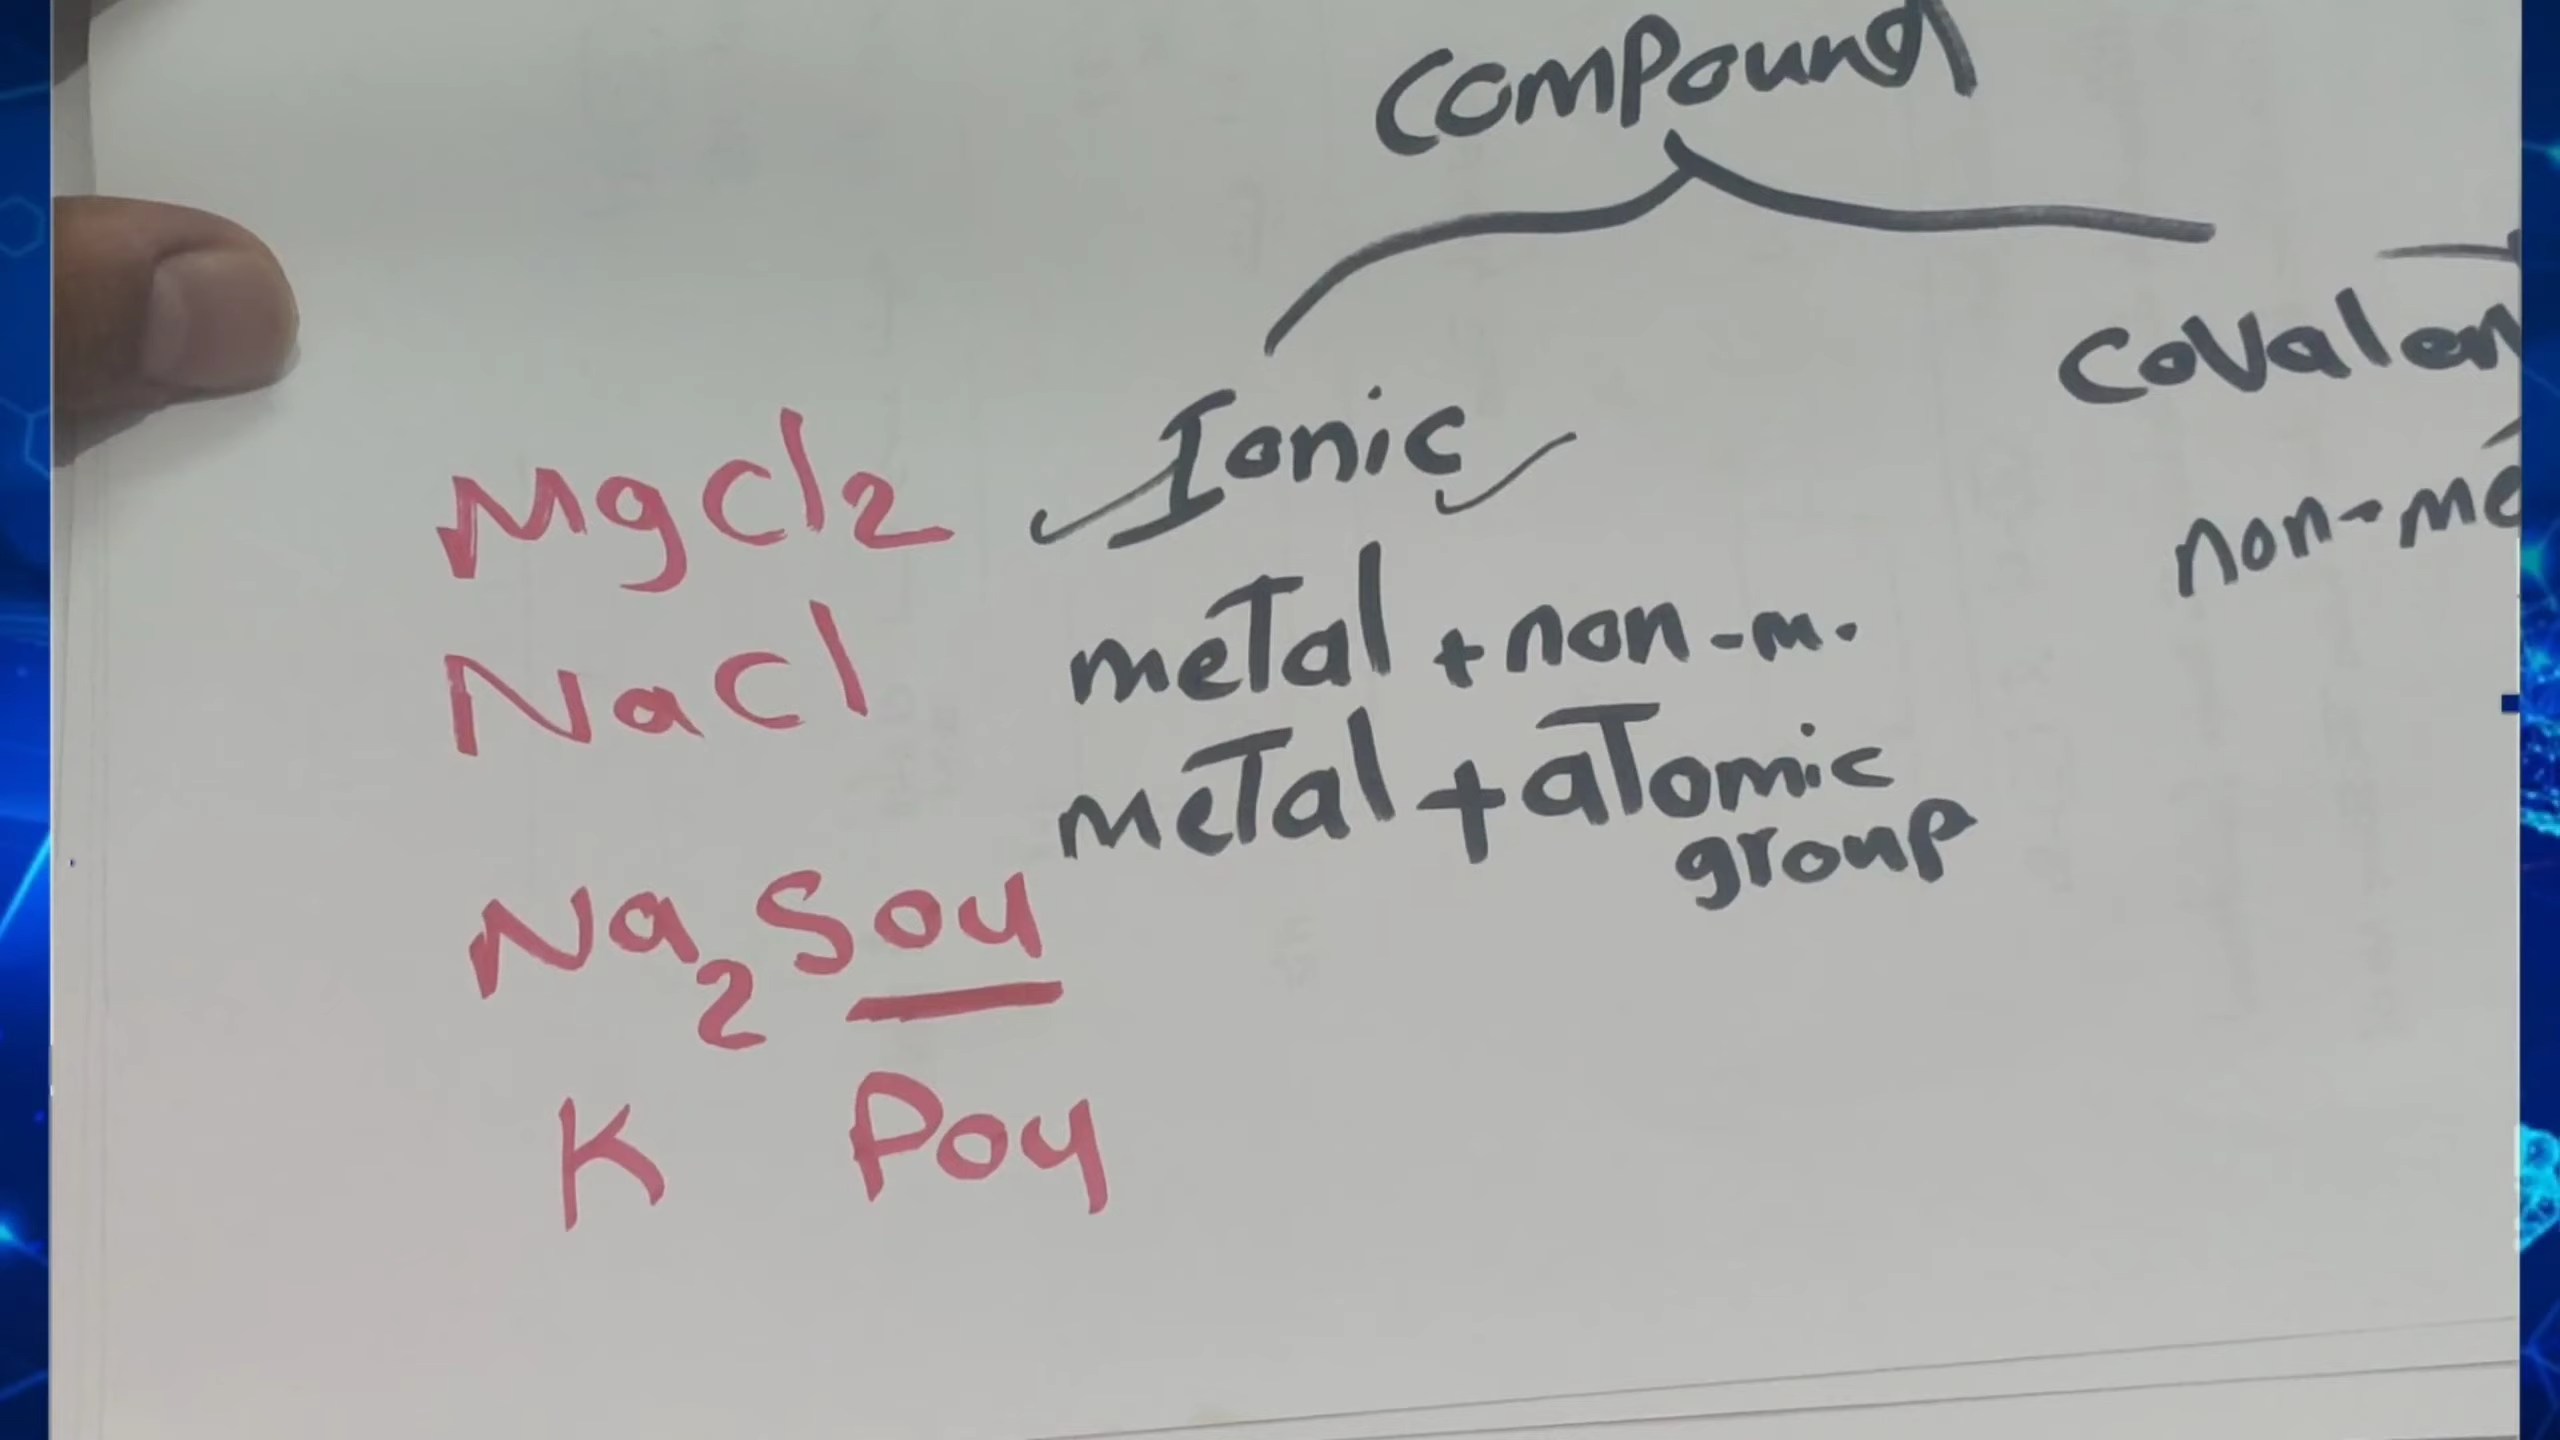 compound
Ionic
covalen
MgCl2
metal + non-m.
non-me
NaCl
metal + atomic
group
Na2So4
K Po4